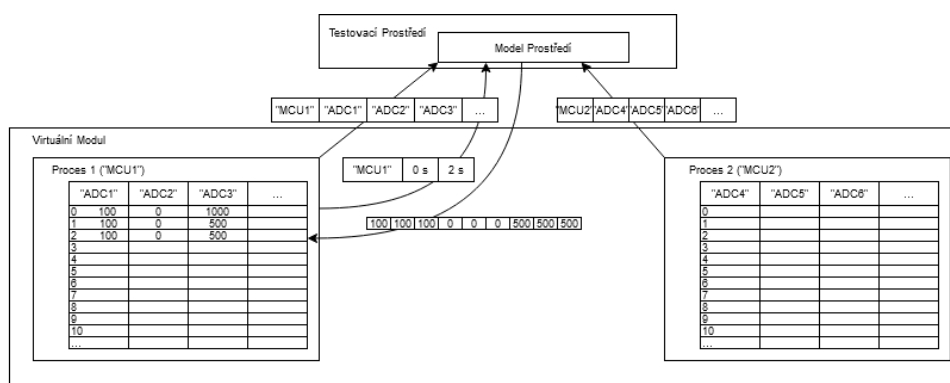 Testovací Prostředí
Model Prostředí
"MCU1" "ADC1" "ADC2" "ADC3" ...
"MCU2" "ADC4" "ADC5" "ADC6" ...
Virtuální Modul
Proces 1 ("MCU1")
"ADC1" "ADC2" "ADC3" ...
0 100 0 1000
1 100 0 500
2 100 0 500
3
4
5
6
7
8
9
10
...
"MCU1" 0 s 2 s
100 100 100 0 0 0 500 500 500
Proces 2 ("MCU2")
"ADC4" "ADC5" "ADC6" ...
0
1
2
3
4
5
6
7
8
9
10
...